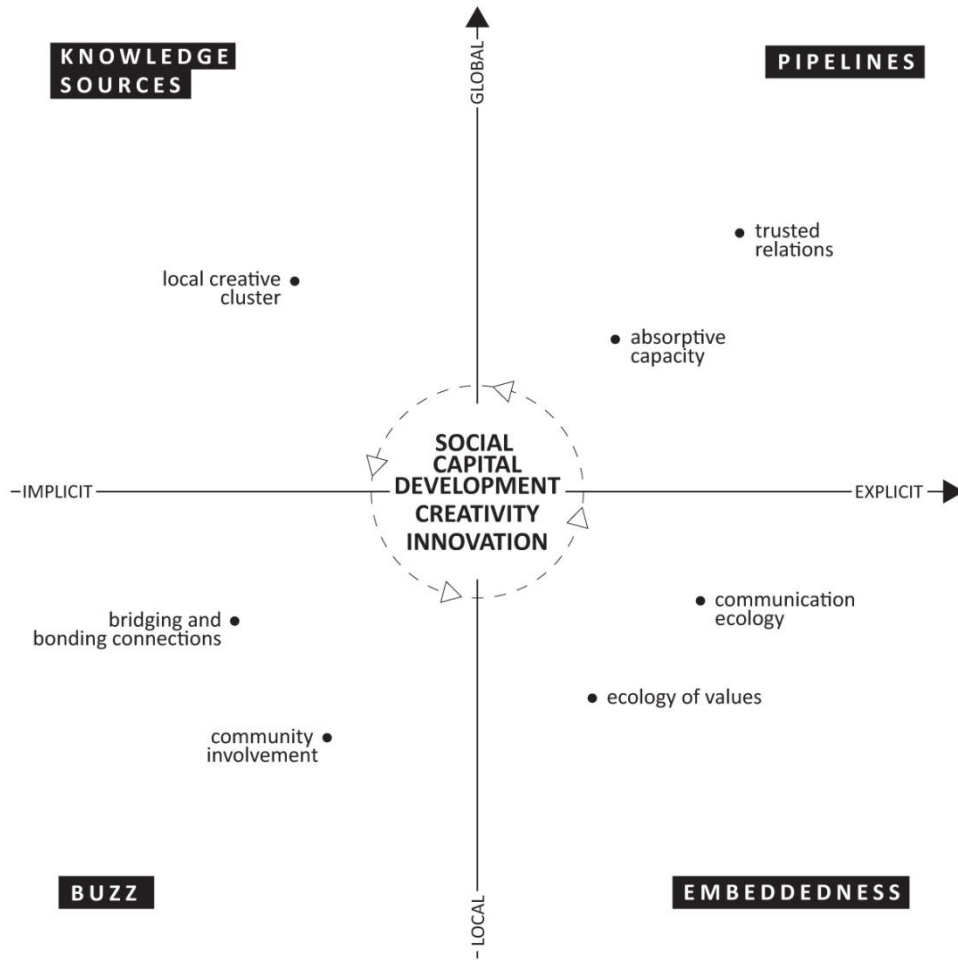 KNOWLEDGE
SOURCES
GLOBAL
PIPELINES
trusted
relations
local creative
cluster
absorptive
capacity
SOCIAL
CAPITAL
DEVELOPMENT
CREATIVITY
INNOVATION
IMPLICIT
EXPLICIT
bridging and
bonding connections
communication
ecology
ecology of values
community
involvement
BUZZ
LOCAL
EMBEDDEDNESS